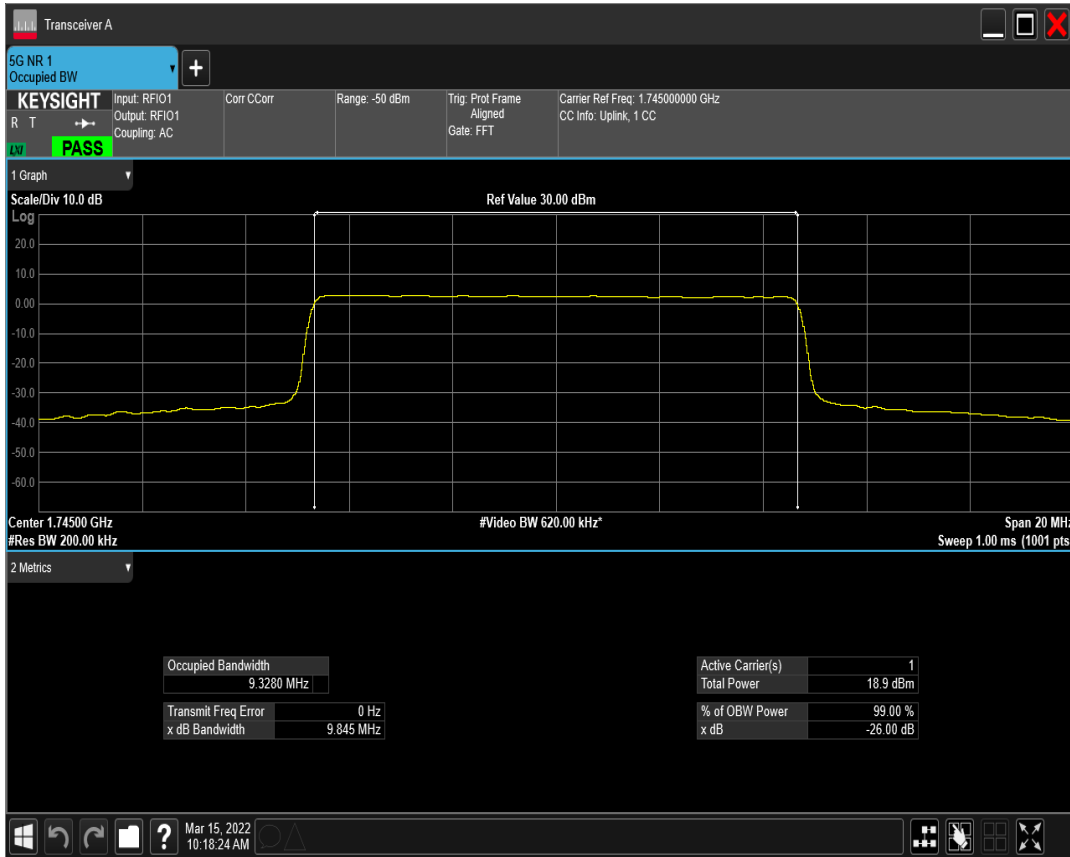 Transceiver A
5G NR 1
Occupied BW
KEYSIGHT
R T
LXI
PASS
Input: RFIO1
Output: RFIO1
Coupling: AC
Corr CCorr
Range: -50 dBm
Trig: Prot Frame
Aligned
Gate: FFT
Carrier Ref Freq: 1.745000000 GHz
CC Info: Uplink, 1 CC
1 Graph
Scale/Div 10.0 dB
Ref Value 30.00 dBm
Log
20.0
10.0
0.00
-10.0
-20.0
-30.0
-40.0
-50.0
-60.0
Center 1.74500 GHz
#Video BW 620.00 kHz*
Span 20 MHz
#Res BW 200.00 kHz
Sweep 1.00 ms (1001 pts
2 Metrics
Occupied Bandwidth
9.3280 MHz
Transmit Freq Error 0 Hz
x dB Bandwidth 9.845 MHz
Active Carrier(s) 1
Total Power 18.9 dBm
% of OBW Power 99.00 %
x dB -26.00 dB
?
Mar 15, 2022
10:18:24 AM